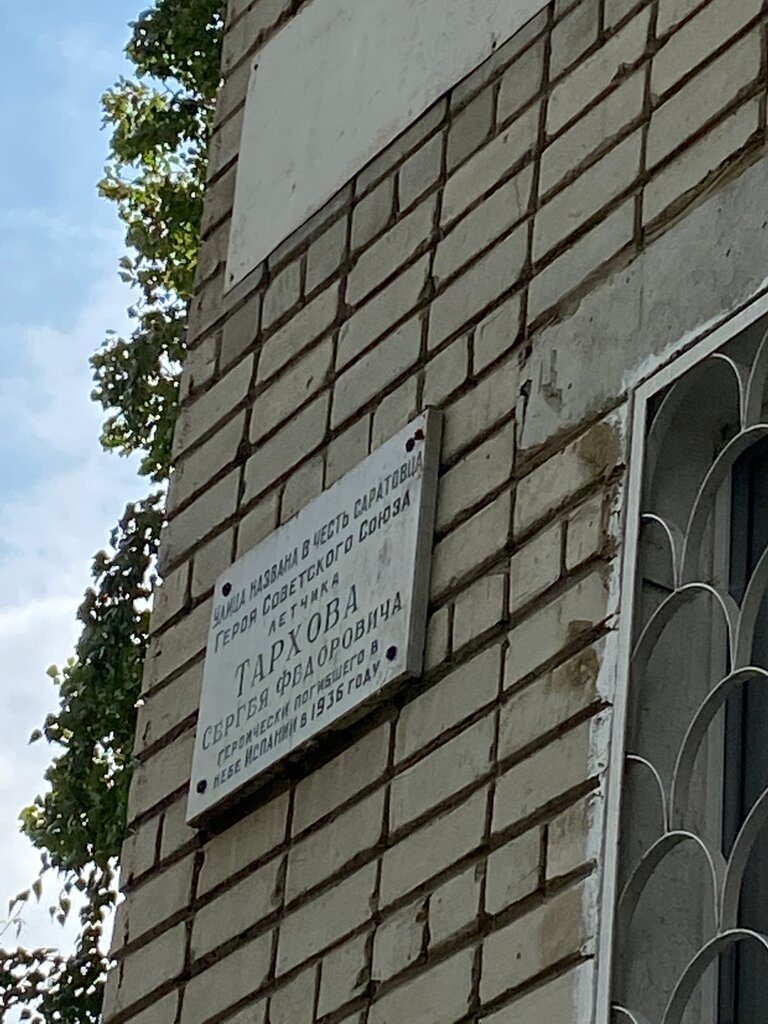 УЛИЦА НАЗВАНА В ЧЕСТЬ САРАТОВЦА
ГЕРОЯ СОВЕТСКОГО СОЮЗА
ЛЕТЧИКА
ТАРХОВА
СЕРГЕЯ ФЕДОРОВИЧА
ГЕРОИЧЕСКИ ПОГИБШЕГО В
НЕБЕ ИСПАНИИ В 1936 ГОДУ